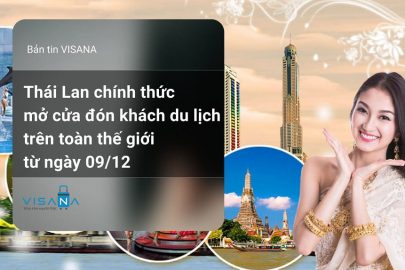 Bản tin VISANA
Thái Lan chính thức
mở cửa đón khách du lịch
trên toàn thế giới
từ ngày 09/12
VISANA